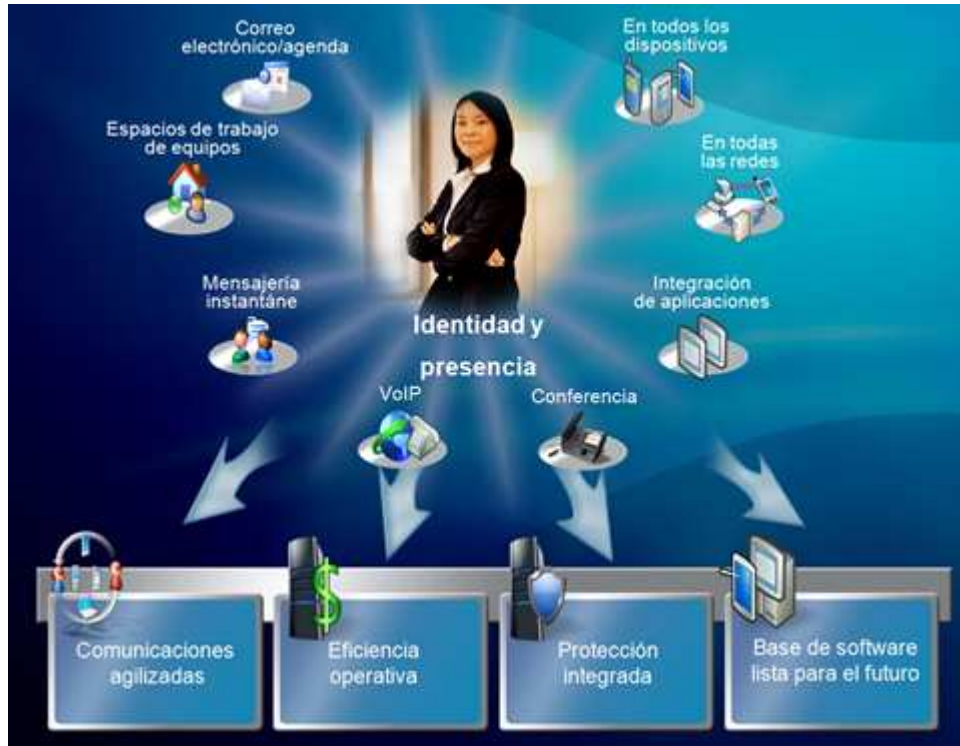 Correo
electrónico/agenda
En todos los
dispositivos
Espacios de trabajo
de equipos
En todas
las redes
Mensajería
instantáne
Integración
de aplicaciones
Identidad y
presencia
VoIP
Conferencia
Comunicaciones
agilizadas
Eficiencia
operativa
Protección
integrada
Base de software
lista para el futuro